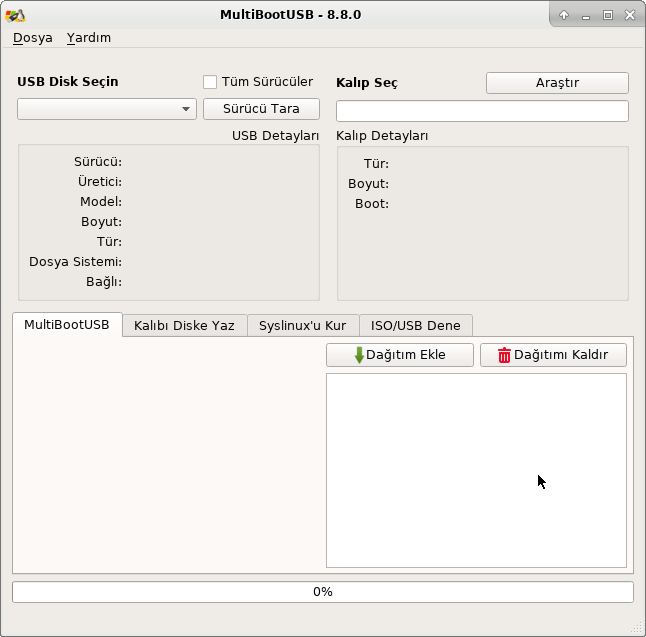 MultiBootUSB - 8.8.0
Dosya Yardım
USB Disk Seçin
Tüm Sürücüler
Sürücü Tara
USB Detayları
Sürücü:
Üretici:
Model:
Boyut:
Tür:
Dosya Sistemi:
Bağlı:
Kalıp Seç
Araştır
Kalıp Detayları
Tür:
Boyut:
Boot:
MultiBootUSB Kalıbı Diske Yaz Syslinux'u Kur ISO/USB Dene
Dağıtım Ekle Dağıtımı Kaldır
0%